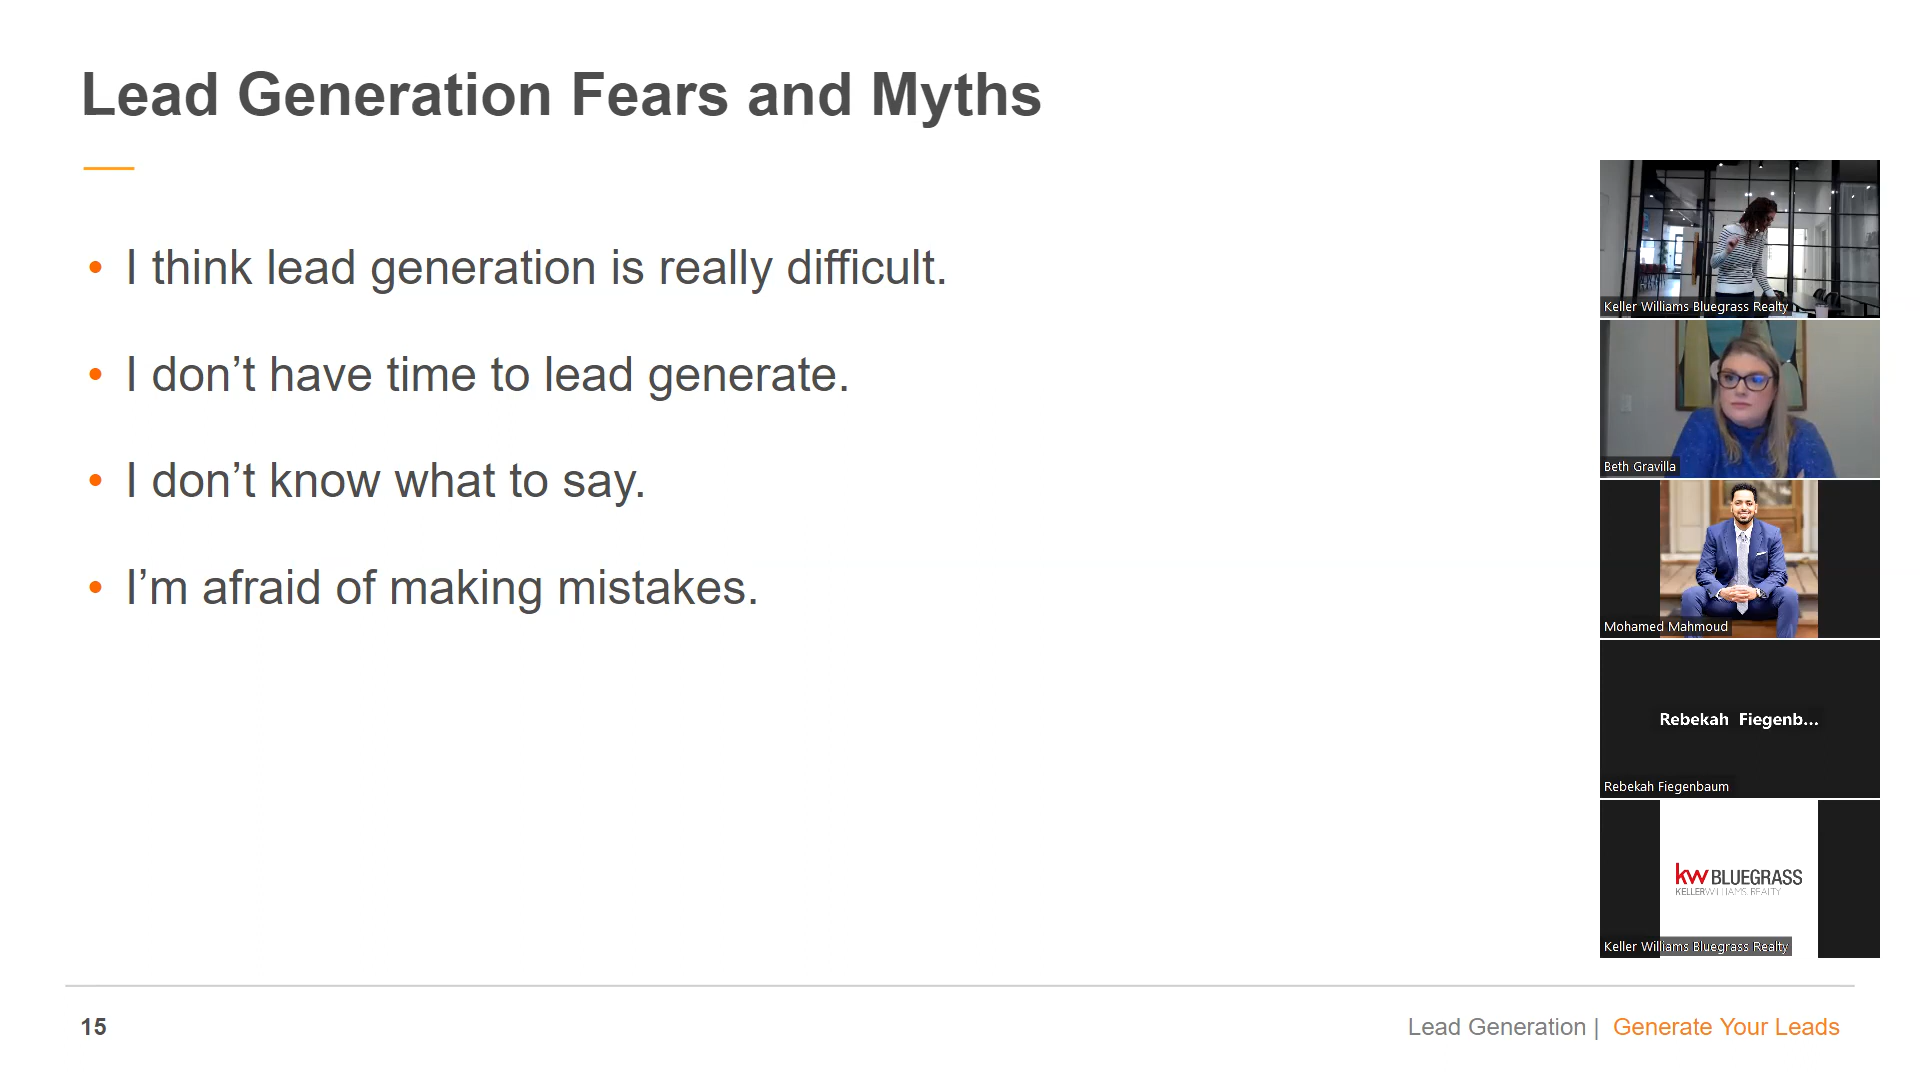 Lead Generation Fears and Myths
• I think lead generation is really difficult.
• I don’t have time to lead generate.
• I don’t know what to say.
• I’m afraid of making mistakes.
Keller Williams Bluegrass Realty
Beth Gravilla
Mohamed Mahmoud
Rebekah Fiegenb...
Rebekah Fiegenbaum
kw BLUEGRASS
KELLERWILLIAMS. REALTY
Keller Williams Bluegrass Realty
15
Lead Generation | Generate Your Leads